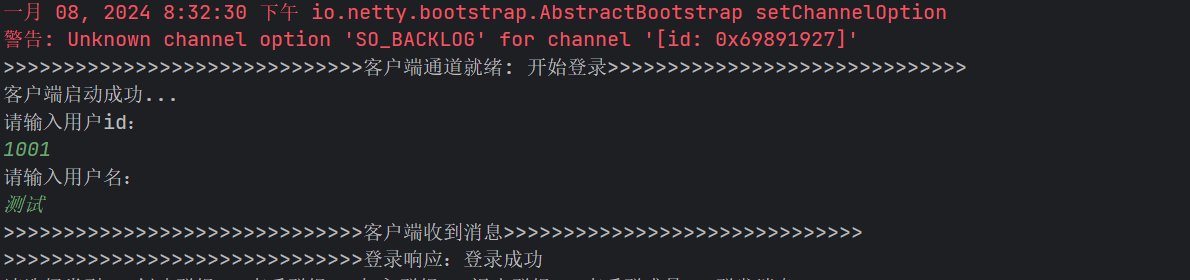 一月 08, 2024 8:32:30 下午 io.netty.bootstrap.AbstractBootstrap setChannelOption
警告: Unknown channel option 'SO_BACKLOG' for channel '[id: 0x69891927]'
>>>>>>>>>>>>>>>>>>>>>>>>>>>>>>客户端通道就绪: 开始登录>>>>>>>>>>>>>>>>>>>>>>>>>>>>>>
客户端启动成功...
请输入用户id:
1001
请输入用户名:
测试
>>>>>>>>>>>>>>>>>>>>>>>>>>>>>>客户端收到消息>>>>>>>>>>>>>>>>>>>>>>>>>>>>>>
>>>>>>>>>>>>>>>>>>>>>>>>>>>>>>登录响应: 登录成功